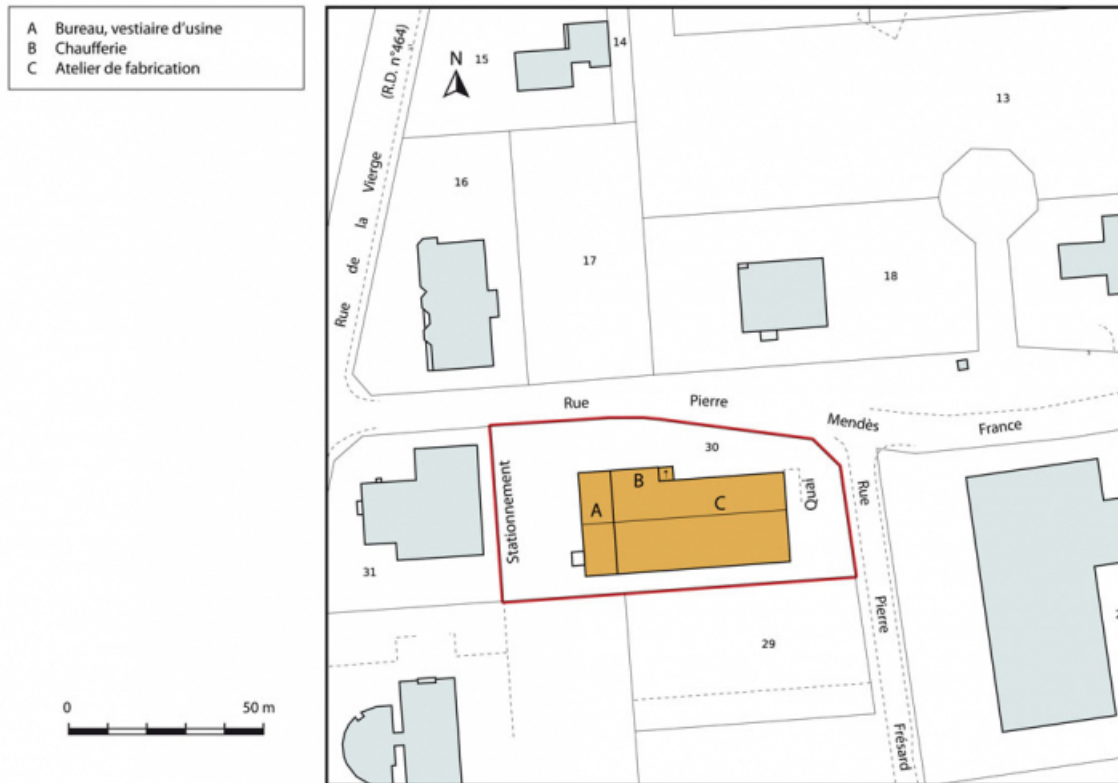 A Bureau, vestiaire d'usine
B Chaufferie
C Atelier de fabrication
(R.D. n°464)
N
15
14
13
Rue de la Vierge
16
17
18
Rue Pierre Mendès France
30
Stationnement
A
B
C
Quai
31
29
Rue Pierre Frésard
0 50 m